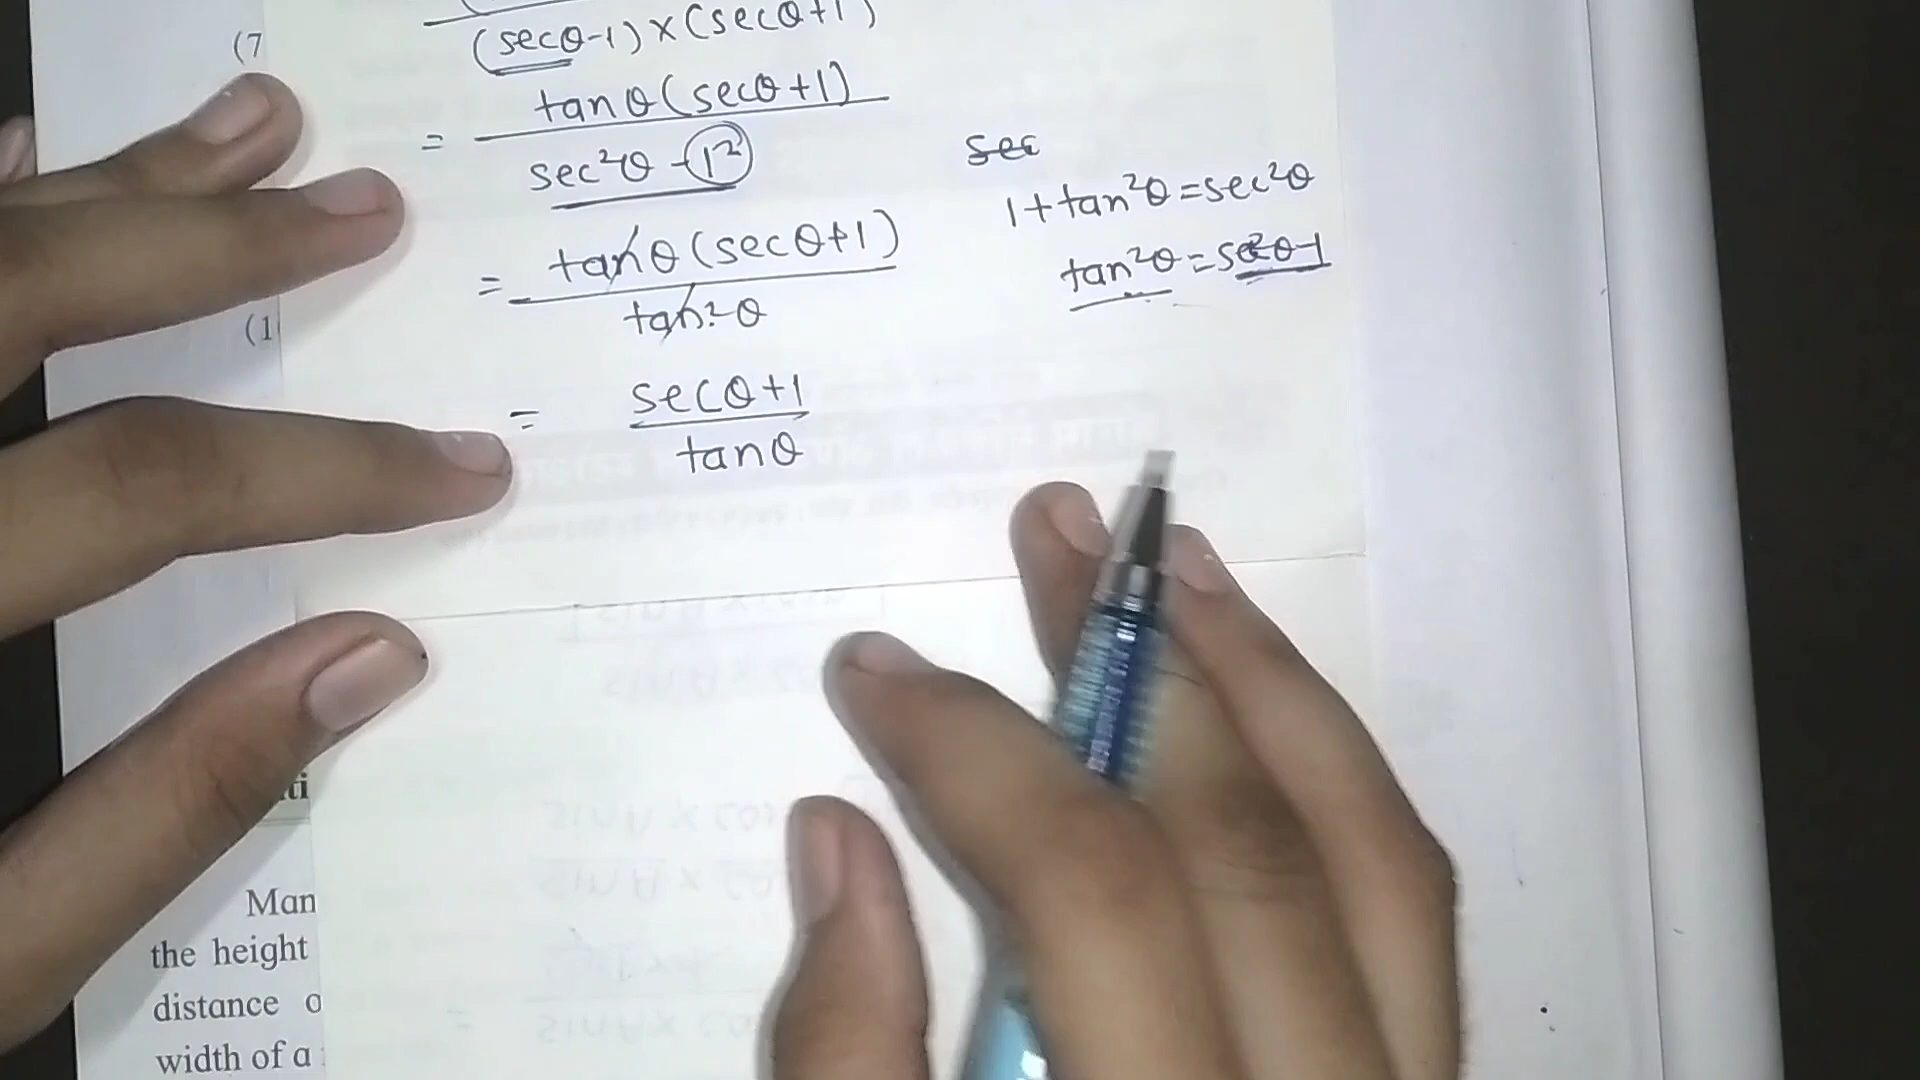 (7
(secθ-1)×(secθ+1)
tanθ(secθ+1)
=
sec²θ-1²
sec
1+tan²θ=sec²θ
tan²θ=sec²θ-1
= tanθ(secθ+1)
tan²θ
(1
= secθ+1
tanθ
ti
Man
the height
distance o
width of a